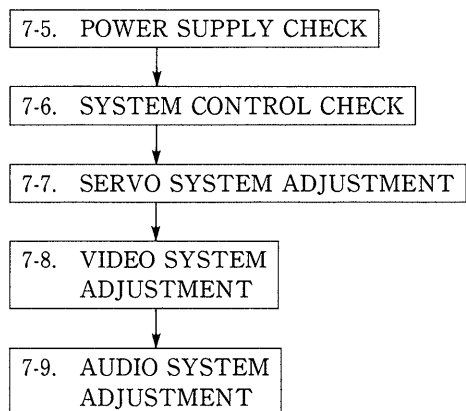 7-5. POWER SUPPLY CHECK
7-6. SYSTEM CONTROL CHECK
7-7. SERVO SYSTEM ADJUSTMENT
7-8. VIDEO SYSTEM
ADJUSTMENT
7-9. AUDIO SYSTEM
ADJUSTMENT